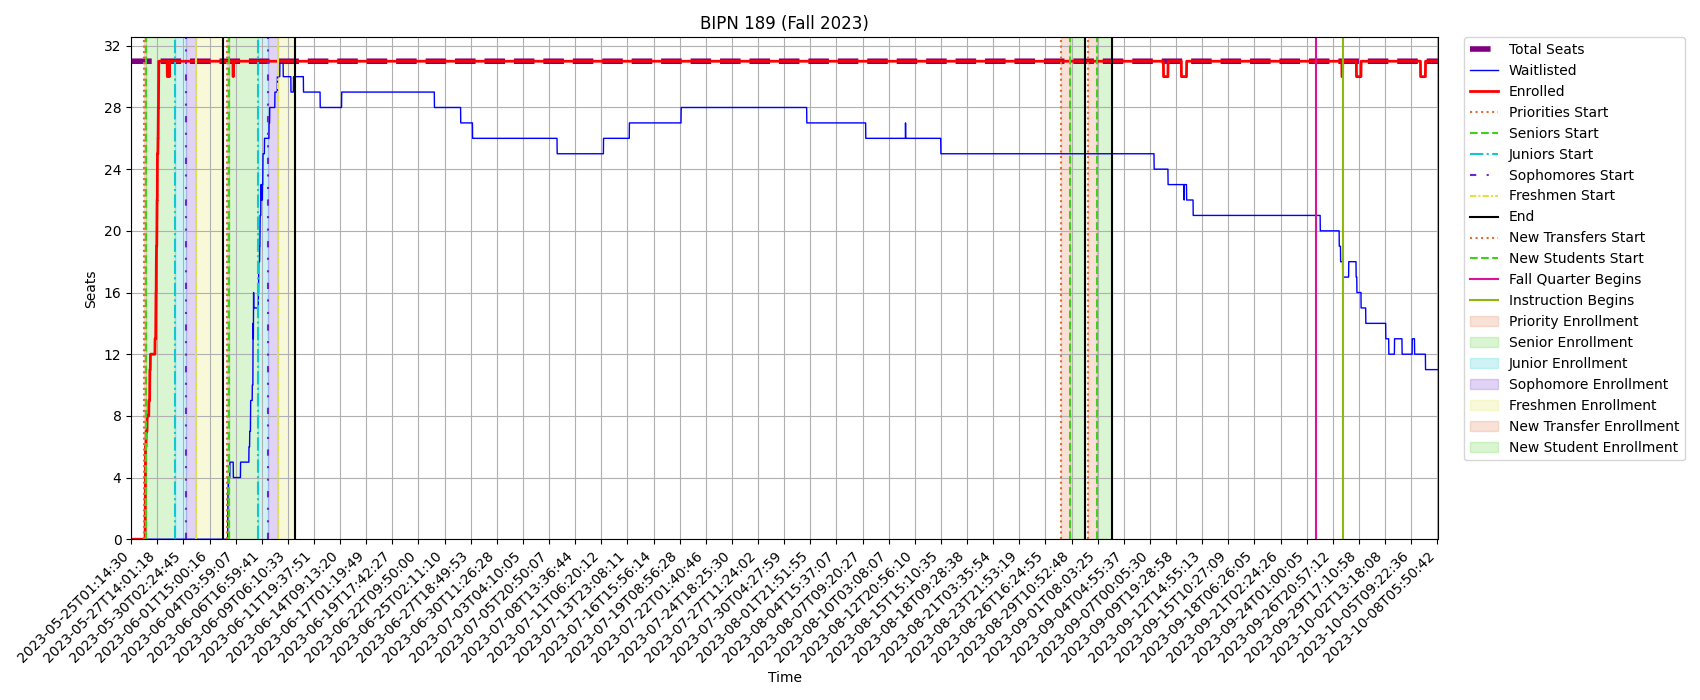 BIPN 189 (Fall 2023)
Seats
32
28
24
20
16
12
8
4
0
2023-05-25T01:14:30
2023-05-27T14:01:18
2023-05-30T02:24:45
2023-06-01T15:00:16
2023-06-04T03:59:07
2023-06-06T16:59:41
2023-06-09T06:10:33
2023-06-11T19:37:51
2023-06-14T09:13:20
2023-06-17T01:19:49
2023-06-19T17:42:27
2023-06-22T09:50:00
2023-06-25T02:11:10
2023-06-27T18:49:53
2023-06-30T11:26:28
2023-07-03T04:10:05
2023-07-05T20:50:07
2023-07-08T13:36:44
2023-07-11T06:20:12
2023-07-13T23:08:11
2023-07-16T15:56:14
2023-07-19T08:56:28
2023-07-22T01:40:46
2023-07-24T18:25:30
2023-07-27T11:24:02
2023-07-30T04:27:59
2023-08-01T21:51:55
2023-08-04T15:37:07
2023-08-07T09:20:27
2023-08-10T03:08:07
2023-08-12T20:56:10
2023-08-15T15:10:35
2023-08-18T09:28:38
2023-08-21T03:35:54
2023-08-23T21:53:19
2023-08-26T16:24:55
2023-08-29T10:52:48
2023-09-01T08:03:25
2023-09-04T04:55:37
2023-09-07T00:05:30
2023-09-09T19:28:58
2023-09-12T14:55:13
2023-09-15T10:27:09
2023-09-18T06:26:05
2023-09-21T02:24:26
2023-09-24T01:00:05
2023-09-26T20:57:12
2023-09-29T17:10:58
2023-10-02T13:18:08
2023-10-05T09:22:36
2023-10-08T05:50:42
Time
Total Seats
Waitlisted
Enrolled
Priorities Start
Seniors Start
Juniors Start
Sophomores Start
Freshmen Start
End
New Transfers Start
New Students Start
Fall Quarter Begins
Instruction Begins
Priority Enrollment
Senior Enrollment
Junior Enrollment
Sophomore Enrollment
Freshmen Enrollment
New Transfer Enrollment
New Student Enrollment